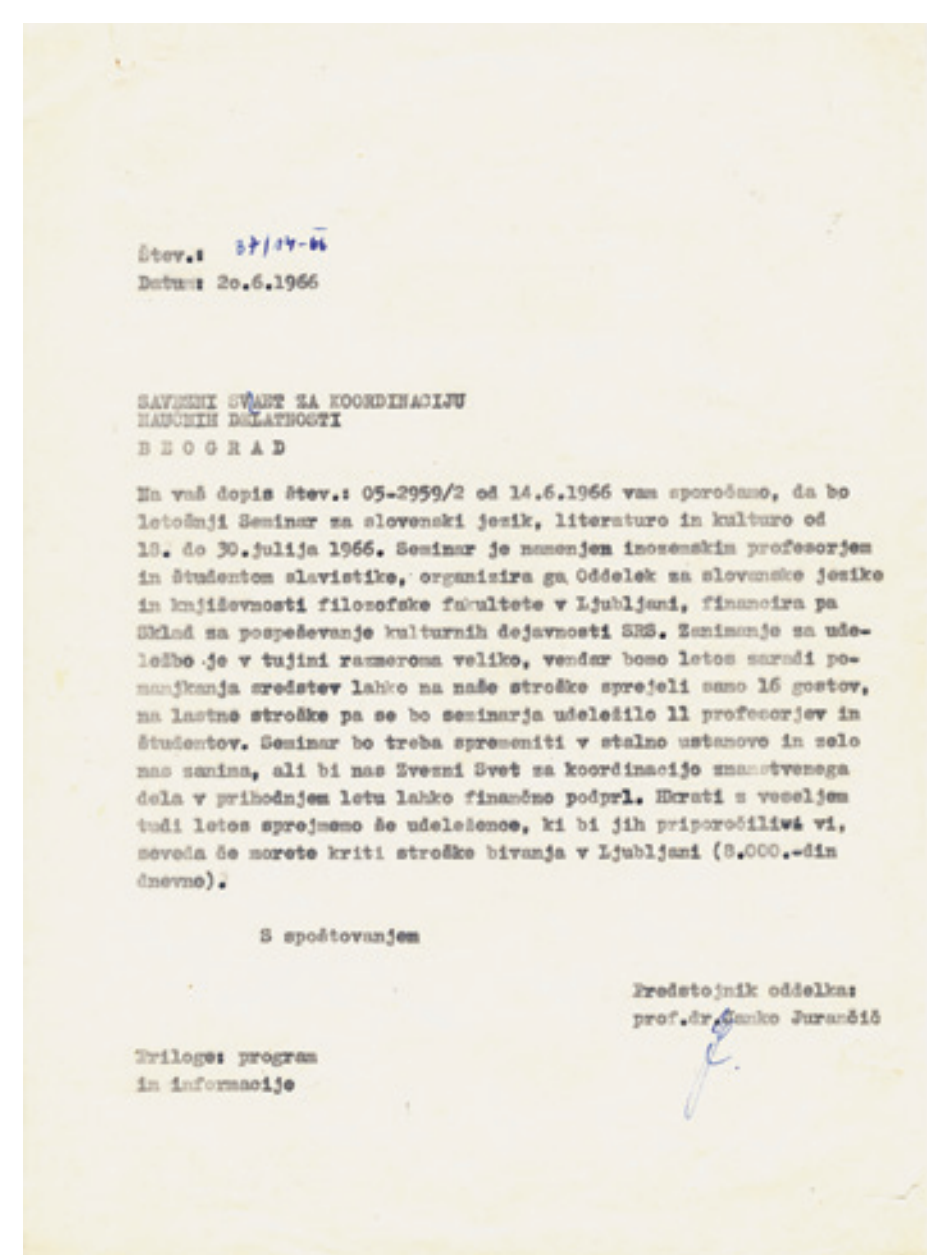 Štev.: 37/04-66
Datum: 2o.6.1966
SAVEZNI SAVET ZA KOORDINACIJU
NAUČNIH DELATNOSTI
B E O G R A D
Na vaš dopis štev.: 05-2959/2 od 14.6.1966 vam sporočamo, da bo
letošnji Seminar za slovenski jezik, literaturo in kulturo od
18. do 30.julija 1966. Seminar je namenjen inozemskim profesorjem
in študentom slavistike, organizira ga Oddelek za slovanske jezike
in književnosti filozofske fakultete v Ljubljani, financira pa
Sklad za pospeševanje kulturnih dejavnosti SRS. Zanimanje za ude-
ležbo je v tujini razmeroma veliko, vendar bomo letos zaradi po-
manjkanja sredstev lahko na naše stroške sprejeli samo 16 gostov,
na lastne stroške pa se bo seminarja udeležilo 11 profesorjev in
študentov. Seminar bo treba spremeniti v stalno ustanovo in zelo
nas zanima, ali bi nas Zvezni Svet za koordinacijo znanstvenega
dela v prihodnjem letu lahko finančno podprl. Hkrati z veseljem
tudi letos sprejmemo še udeležence, ki bi jih priporočili vi,
seveda če morete kriti stroške bivanja v Ljubljani (8.000.-din
dnevno).
S spoštovanjem
Predstojnik oddelka:
prof.dr.Janko Jurančič
Priloge: program
in informacije